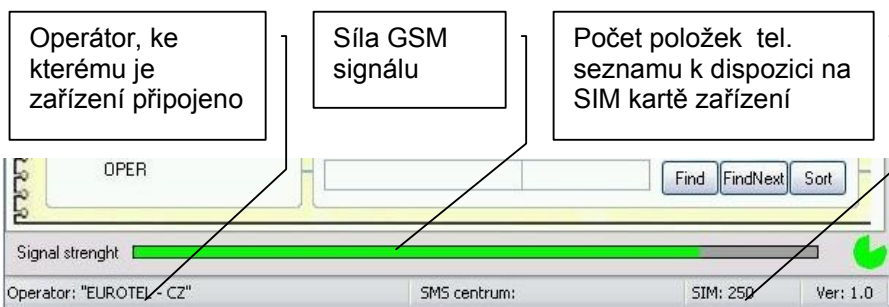 Operátor, ke
kterému je
zařízení připojeno
Síla GSM
signálu
Počet položek tel.
seznamu k dispozici na
SIM kartě zařízení
OPER
Find FindNext Sort
Signal strenght
Operator: "EUROTEL - CZ" SMS centrum: SIM: 250 Ver: 1.0